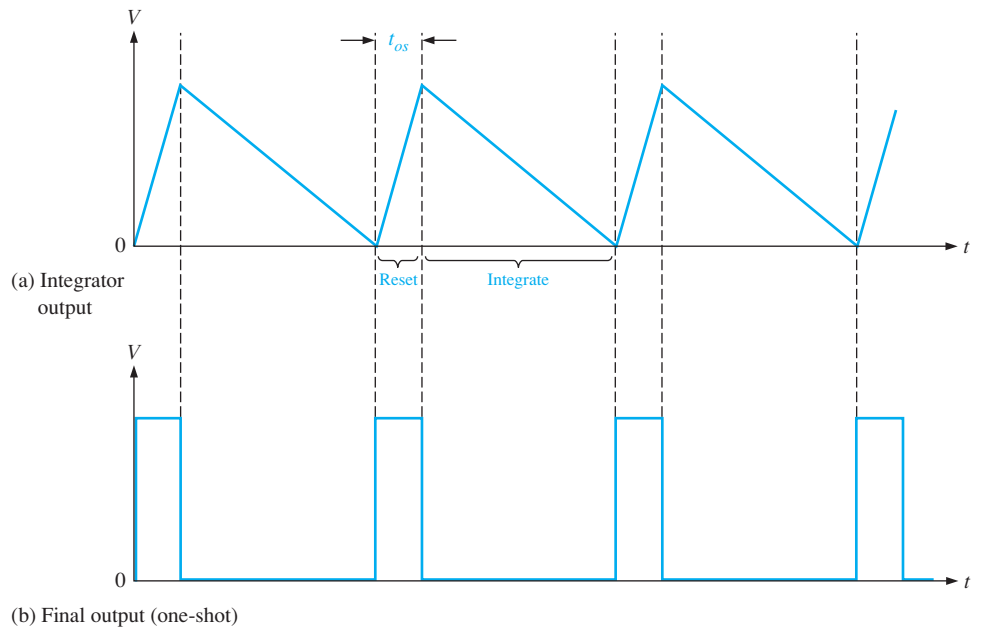 V
t_os
0
t
Reset
Integrate
(a) Integrator
output
V
0
t
(b) Final output (one-shot)